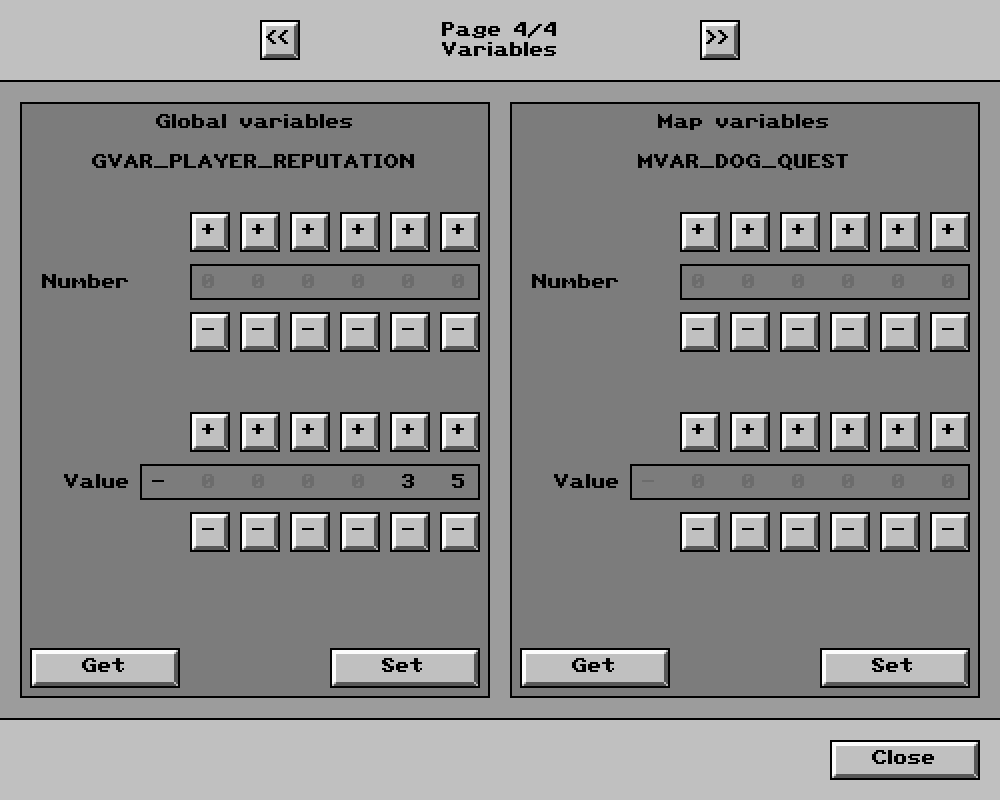 << Page 4/4 >>
Variables
Global variables
GVAR_PLAYER_REPUTATION
+ + + + + +
Number 0 0 0 0 0 0
- - - - - -
+ + + + + +
Value - 0 0 0 0 3 5
- - - - - -
Get Set
Map variables
MVAR_DOG_QUEST
+ + + + + +
Number 0 0 0 0 0 0
- - - - - -
+ + + + + +
Value - 0 0 0 0 0 0
- - - - - -
Get Set
Close